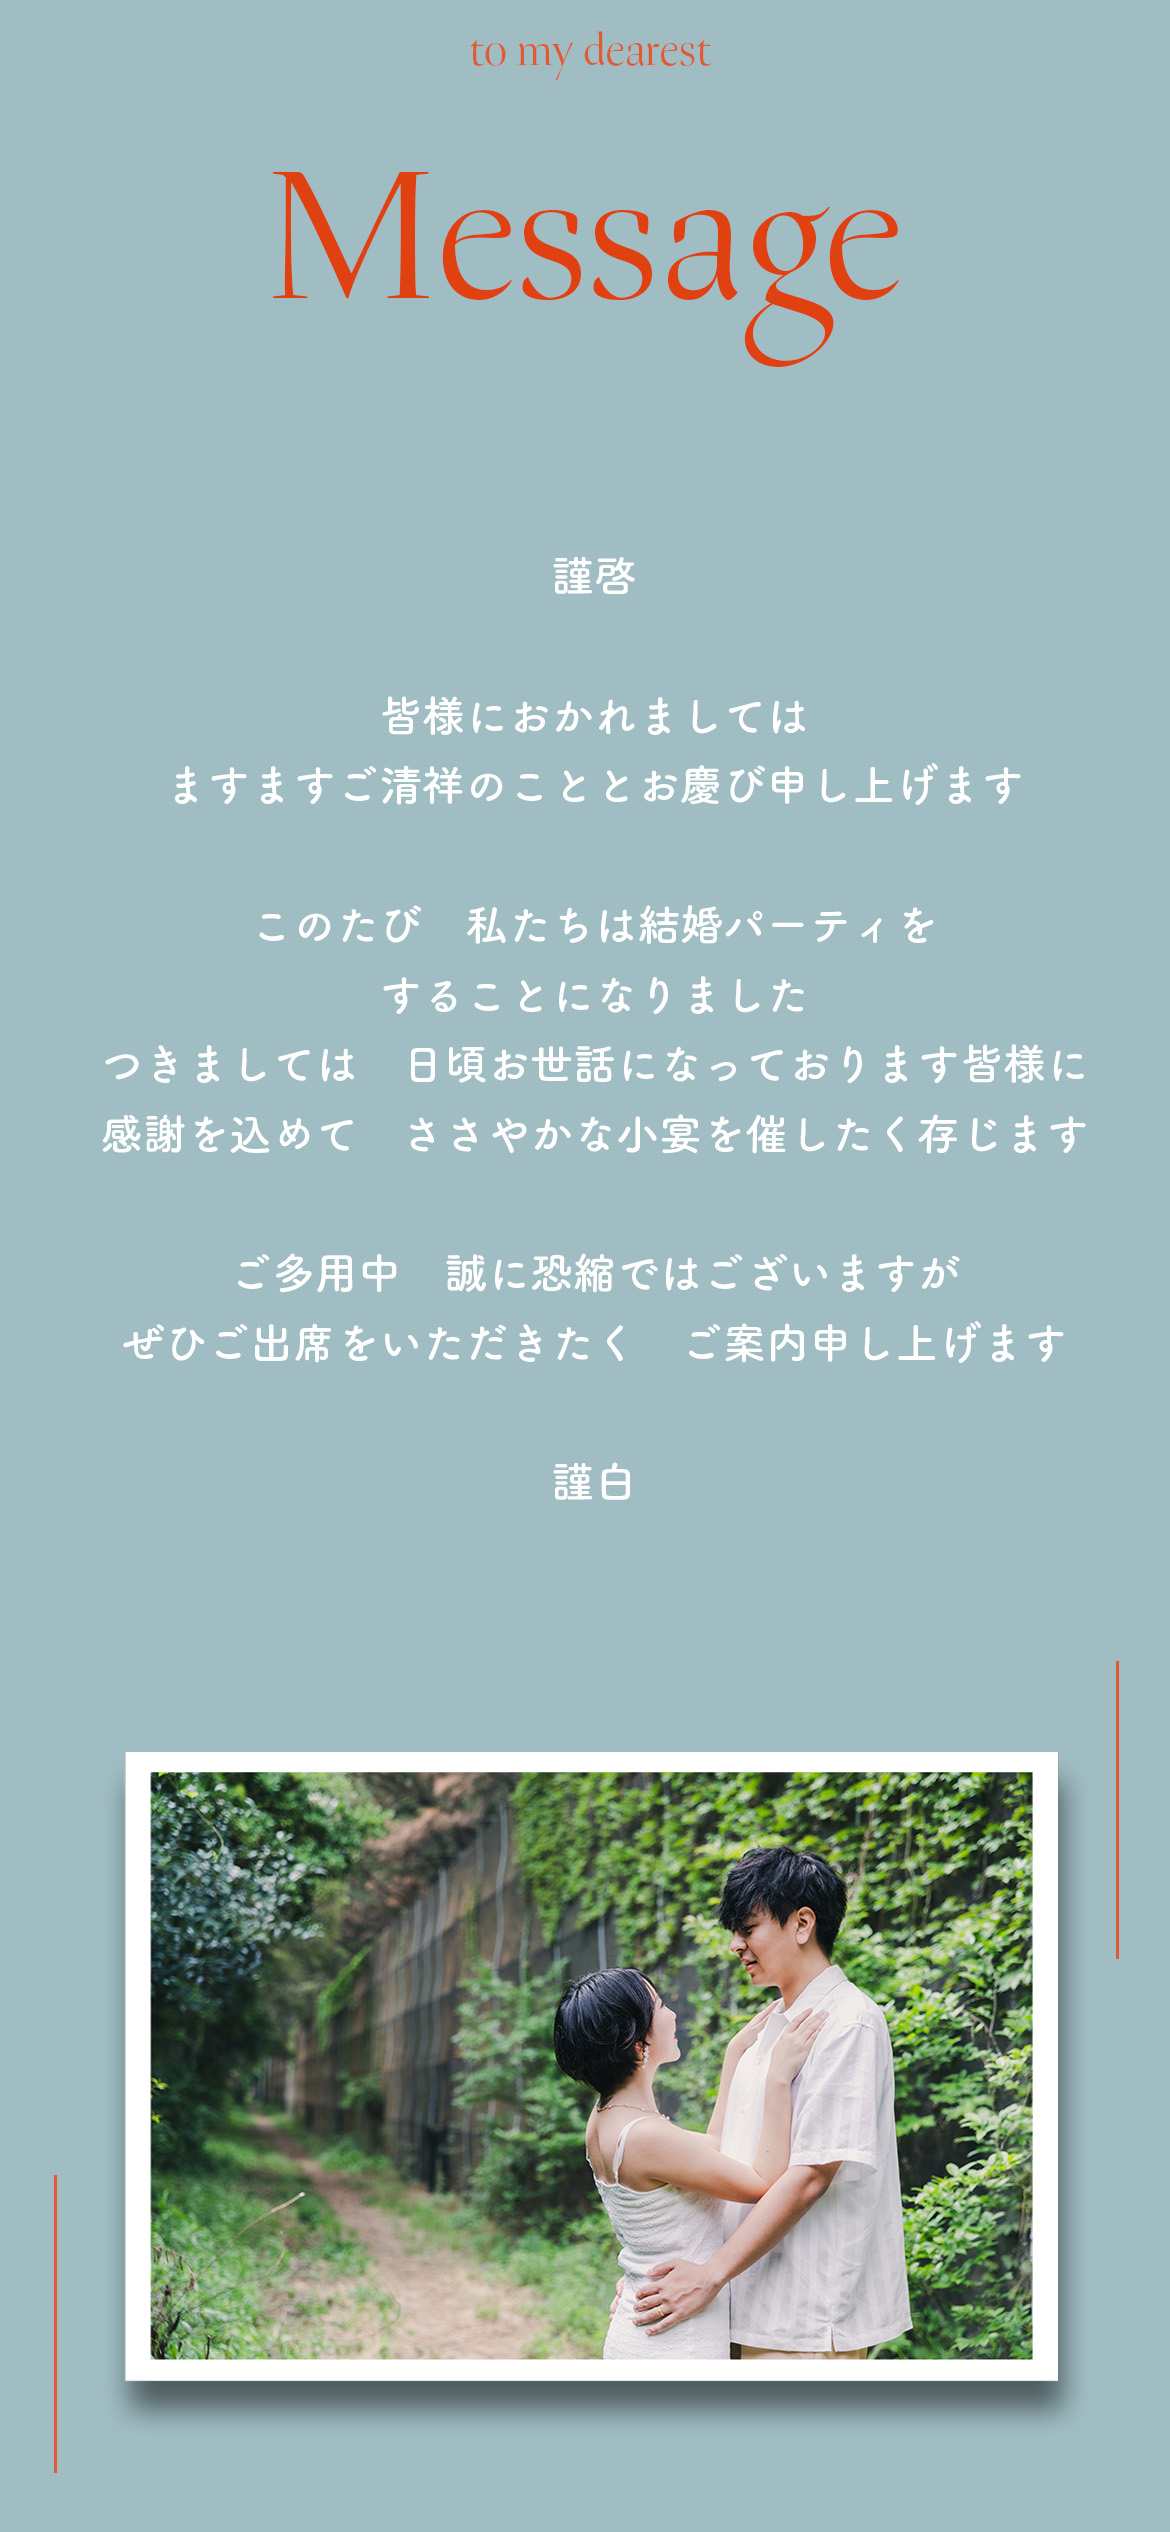 to my dearest
Message
謹啓
皆様におかれましては
ますますご清祥のこととお慶び申し上げます
このたび　私たちは結婚パーティを
することになりました
つきましては　日頃お世話になっております皆様に
感謝を込めて　ささやかな小宴を催したく存じます
ご多用中　誠に恐縮ではございますが
ぜひご出席をいただきたく　ご案内申し上げます
謹白